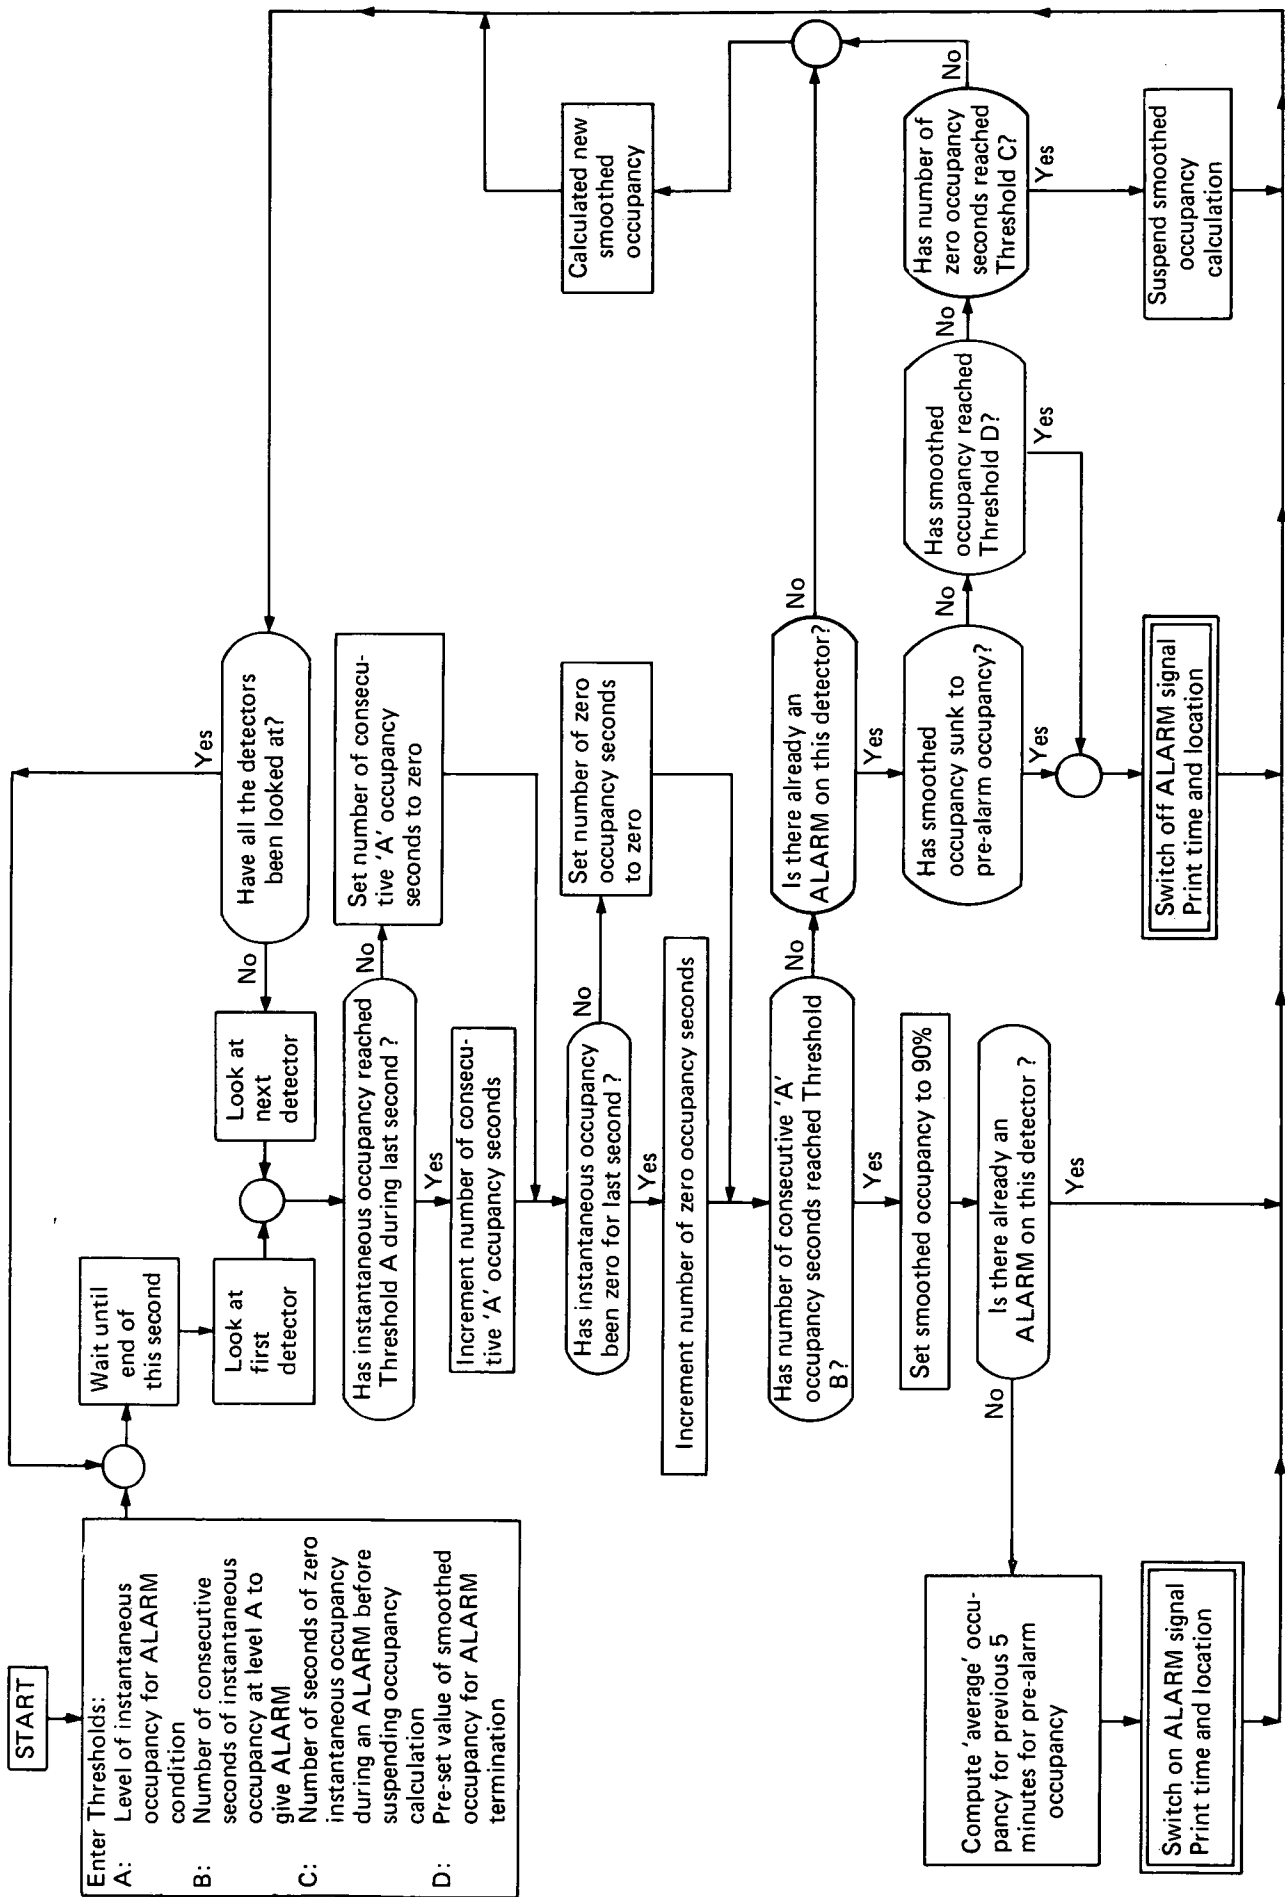 START
Enter Thresholds:
A: Level of instantaneous
occupancy for ALARM
condition
B: Number of consecutive
seconds of instantaneous
occupancy at level A to
give ALARM
C: Number of seconds of zero
instantaneous occupancy
during an ALARM before
suspending occupancy
calculation
D: Pre-set value of smoothed
occupancy for ALARM
termination
Wait until
end of
this second
Look at
first
detector
Look at
next
detector
No
Have all the detectors
been looked at?
Yes
Has instantaneous occupancy reached
Threshold A during last second ?
No
Set number of consecu-
tive 'A' occupancy
seconds to zero
Yes
Increment number of consecu-
tive 'A' occupancy seconds
Has instantaneous occupancy
been zero for last second ?
No
Set number of zero
occupancy seconds
to zero
Yes
Increment number of zero occupancy seconds
Has number of consecutive 'A'
occupancy seconds reached Threshold
B?
No
Is there already an
ALARM on this detector?
No
Calculated new
smoothed
occupancy
Yes
Set smoothed occupancy to 90%
Is there already an
ALARM on this detector ?
No
Yes
Compute 'average' occu-
pancy for previous 5
minutes for pre-alarm
occupancy
Switch on ALARM signal
Print time and location
Yes
Has smoothed
occupancy sunk to
pre-alarm occupancy?
No
Yes
Has smoothed
occupancy reached
Threshold D?
No
Yes
Has number of
zero occupancy
seconds reached
Threshold C?
No
Yes
Switch off ALARM signal
Print time and location
Suspend smoothed
occupancy
calculation